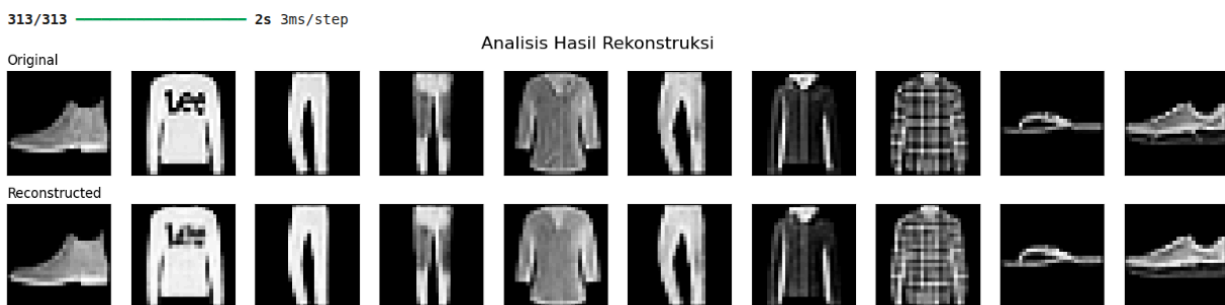 313/313 2s 3ms/step
Analisis Hasil Rekonstruksi
Original
Lee
Reconstructed